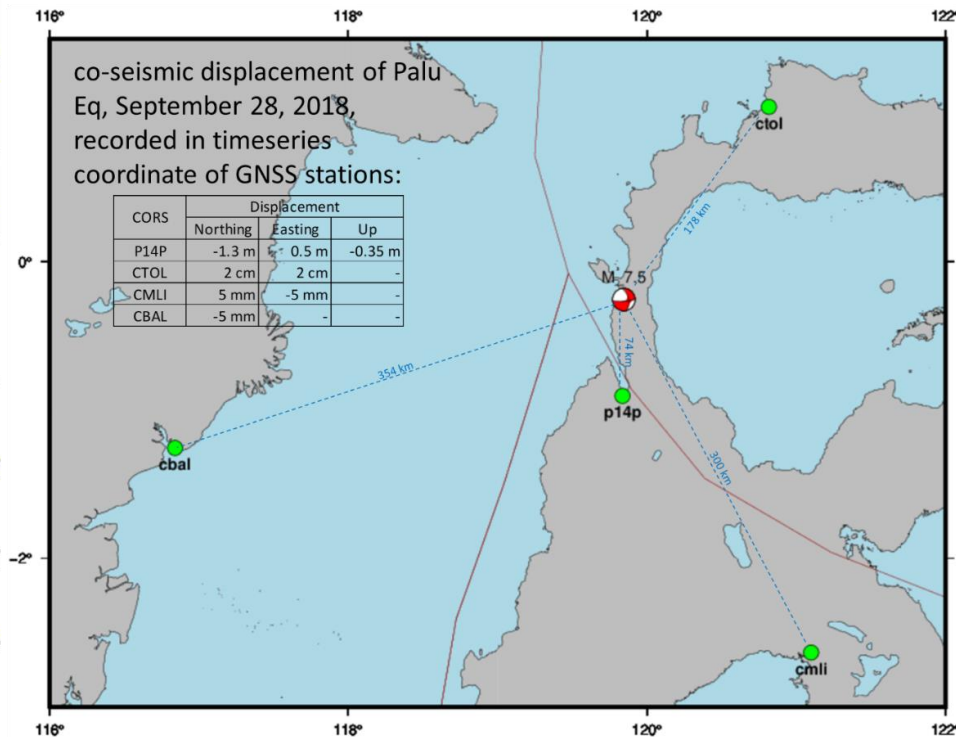 116° 118° 120° 122°
co-seismic displacement of Palu
Eq, September 28, 2018,
recorded in timeseries
coordinate of GNSS stations:
CORS Displacement
Northing Easting Up
P14P -1.3 m 0.5 m -0.35 m
CTOL 2 cm 2 cm -
CMLI 5 mm -5 mm -
CBAL -5 mm - -
ctol
178 km
0°
M 7,5
74 km
354 km
p14p
cbal
300 km
-2°
cmli
116° 118° 120° 122°